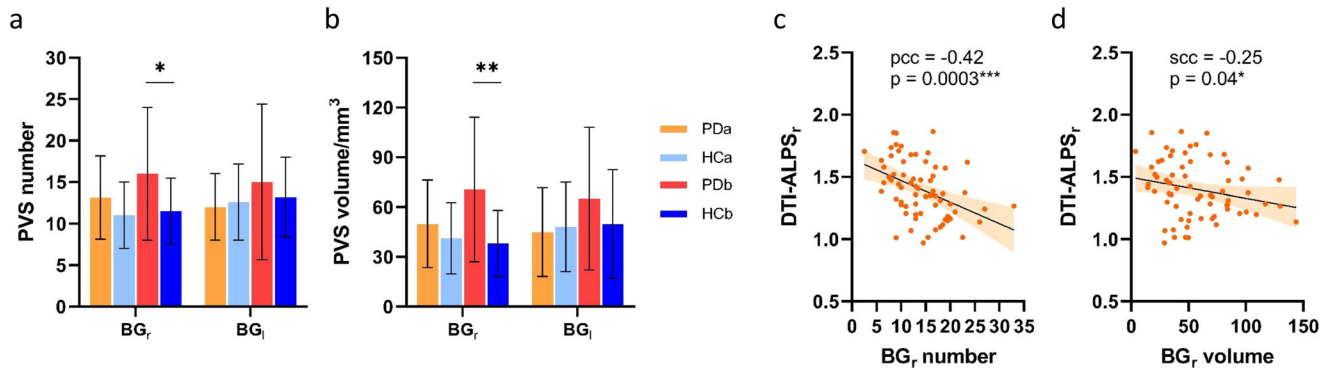 a
PVS number
30
25
20
15
10
5
0
*
BGr
BGl
b
PVS volume/mm³
150
120
90
60
30
0
**
BGr
BGl
PDa
HCa
PDb
HCb
c
DTI-ALPSr
2.5
2.0
1.5
1.0
0.5
pcc = -0.42
p = 0.0003***
0 5 10 15 20 25 30 35
BGr number
d
DTI-ALPSr
2.5
2.0
1.5
1.0
0.5
scc = -0.25
p = 0.04*
0 50 100 150
BGr volume